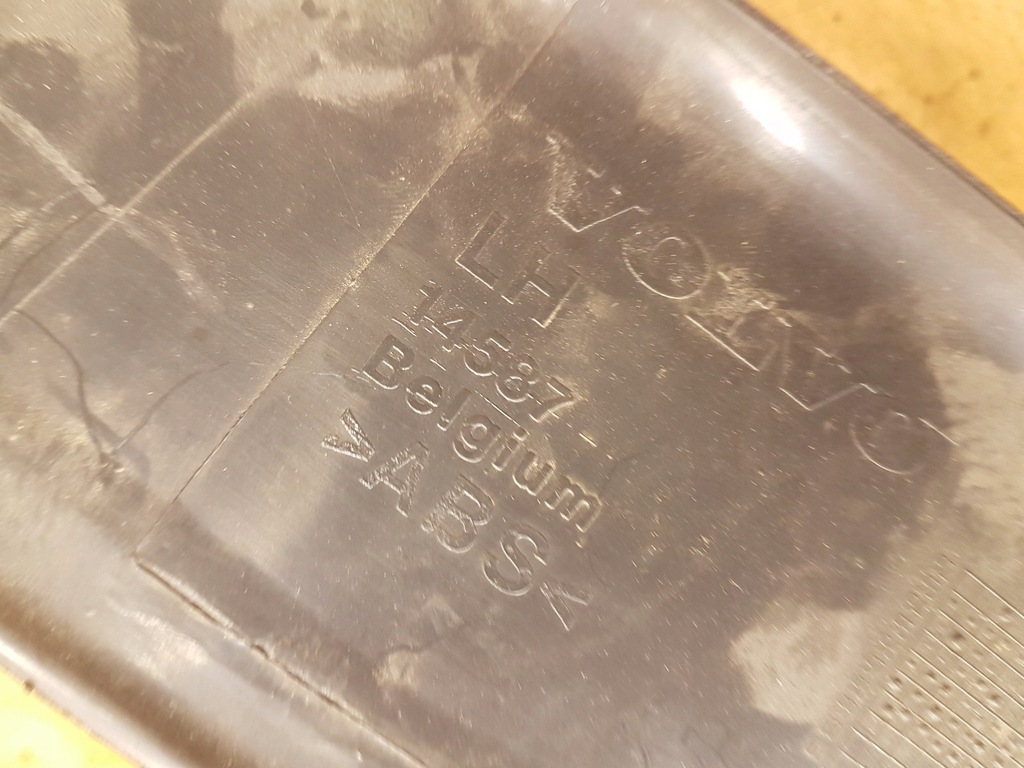 VOLVO
LH
14587
Belgium
>ABS<